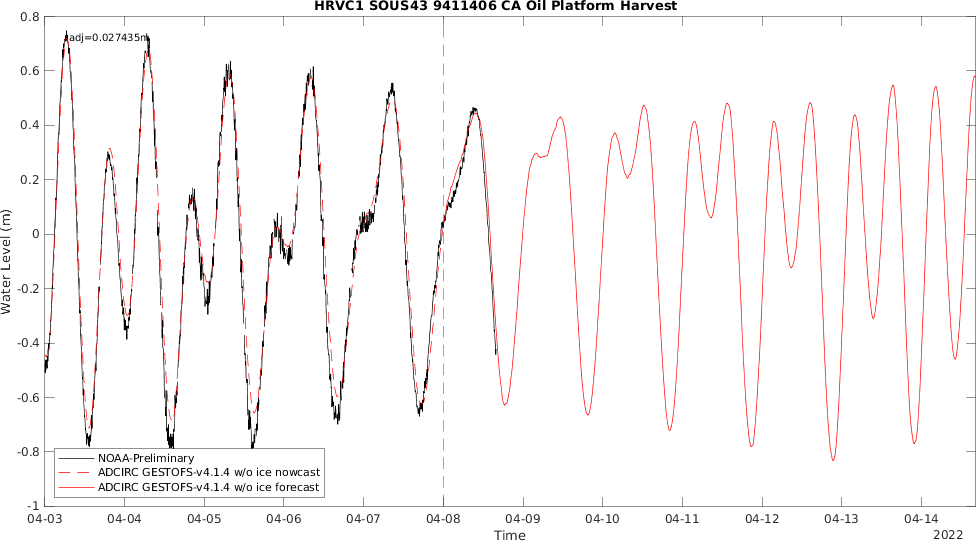 HRVC1 SOUS43 9411406 CA Oil Platform Harvest
adj=0.027435m
0.8
0.6
0.4
0.2
0
-0.2
-0.4
-0.6
-0.8
-1
Water Level (m)
NOAA-Preliminary
ADCIRC GESTOFS-v4.1.4 w/o ice nowcast
ADCIRC GESTOFS-v4.1.4 w/o ice forecast
04-03 04-04 04-05 04-06 04-07 04-08 04-09 04-10 04-11 04-12 04-13 04-14
Time
2022